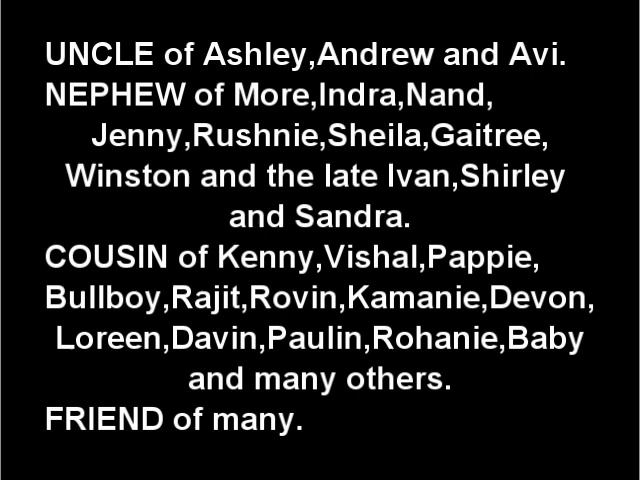 UNCLE of Ashley,Andrew and Avi.
NEPHEW of More,Indra,Nand,
Jenny,Rushnie,Sheila,Gaitree,
Winston and the late Ivan,Shirley
and Sandra.
COUSIN of Kenny,Vishal,Pappie,
Bullboy,Rajit,Rovin,Kamanie,Devon,
Loreen,Davin,Paulin,Rohanie,Baby
and many others.
FRIEND of many.